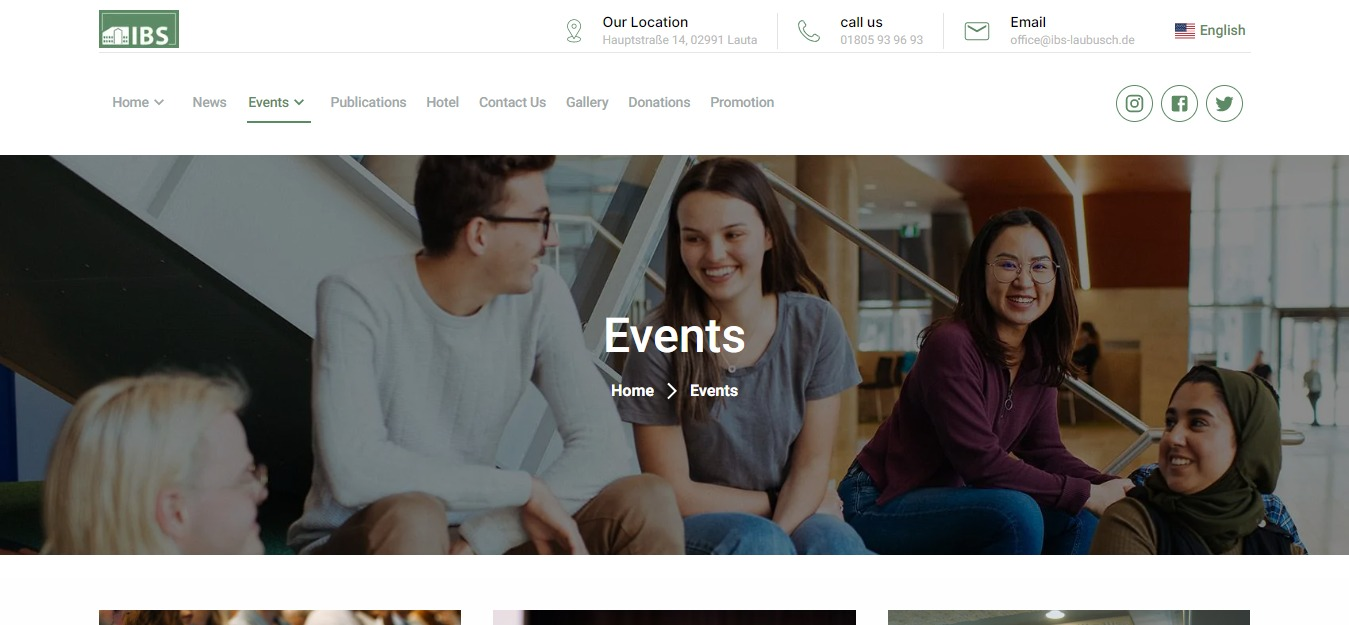 IBS
Our Location
Hauptstraße 14, 02991 Lauta
call us
01805 93 96 93
Email
office@ibs-laubusch.de
English
Home
News
Events
Publications
Hotel
Contact Us
Gallery
Donations
Promotion
Events
Home > Events